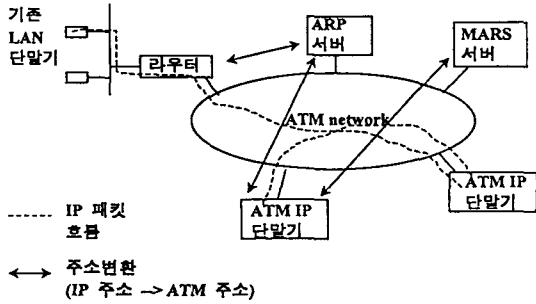 기존
LAN
단말기
라우터
ARP
서버
MARS
서버
ATM network
ATM IP
단말기
ATM IP
단말기
IP 패킷
흐름
주소변환
(IP 주소 —> ATM 주소)